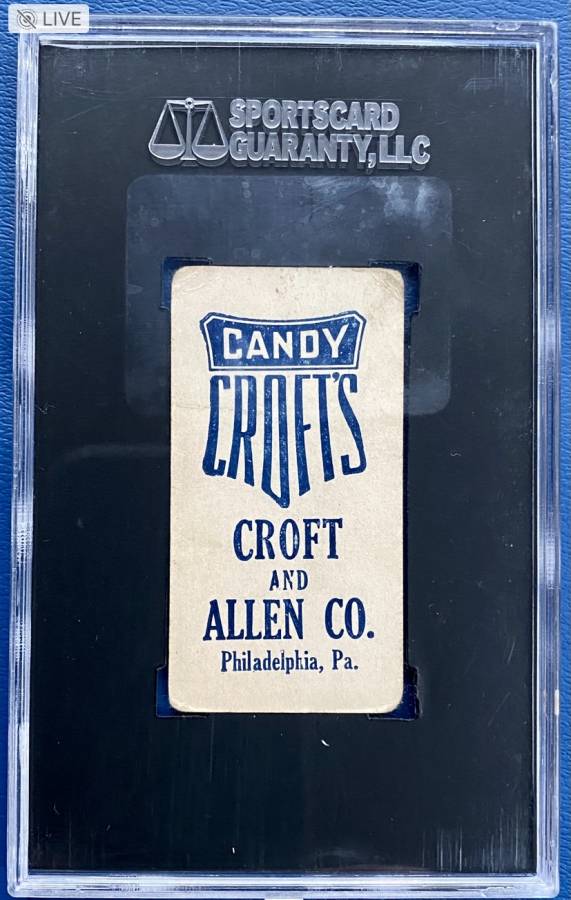 LIVE
SPORTSCARD
GUARANTY, LLC
CANDY
CROFT'S
CROFT
AND
ALLEN CO.
Philadelphia, Pa.